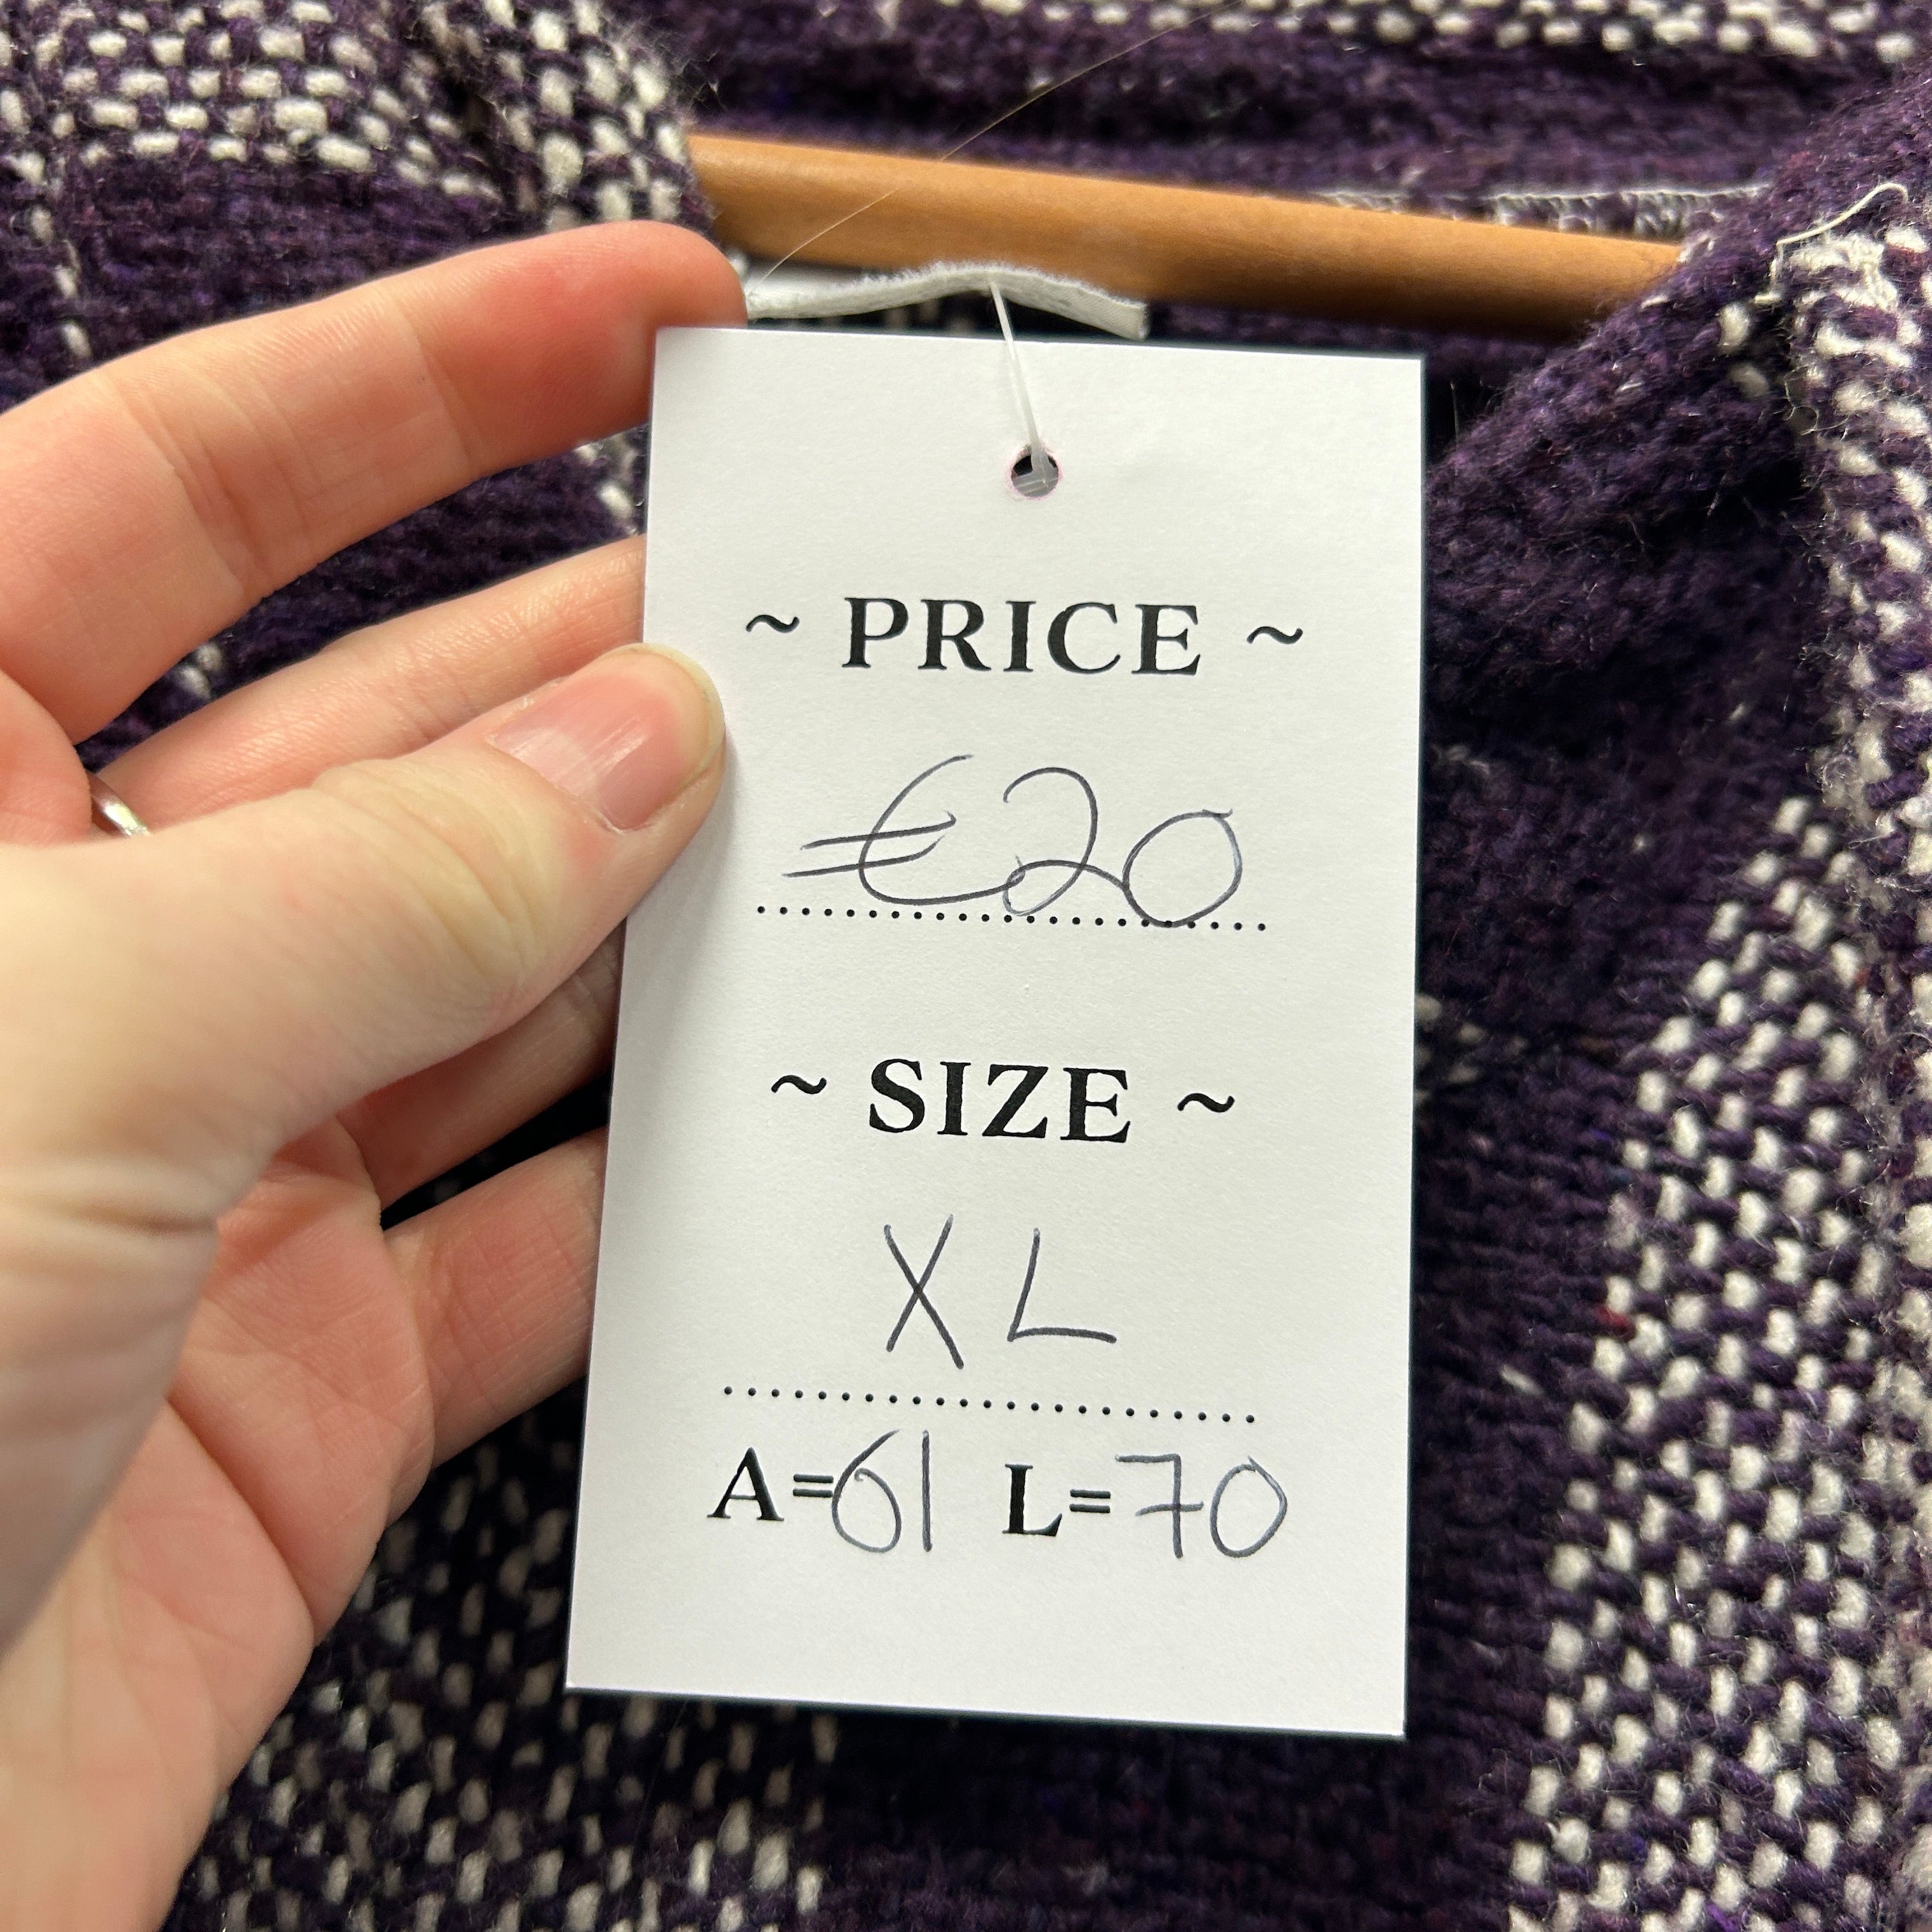 ~ PRICE ~
€20
~ SIZE ~
XL
A=61 L=70